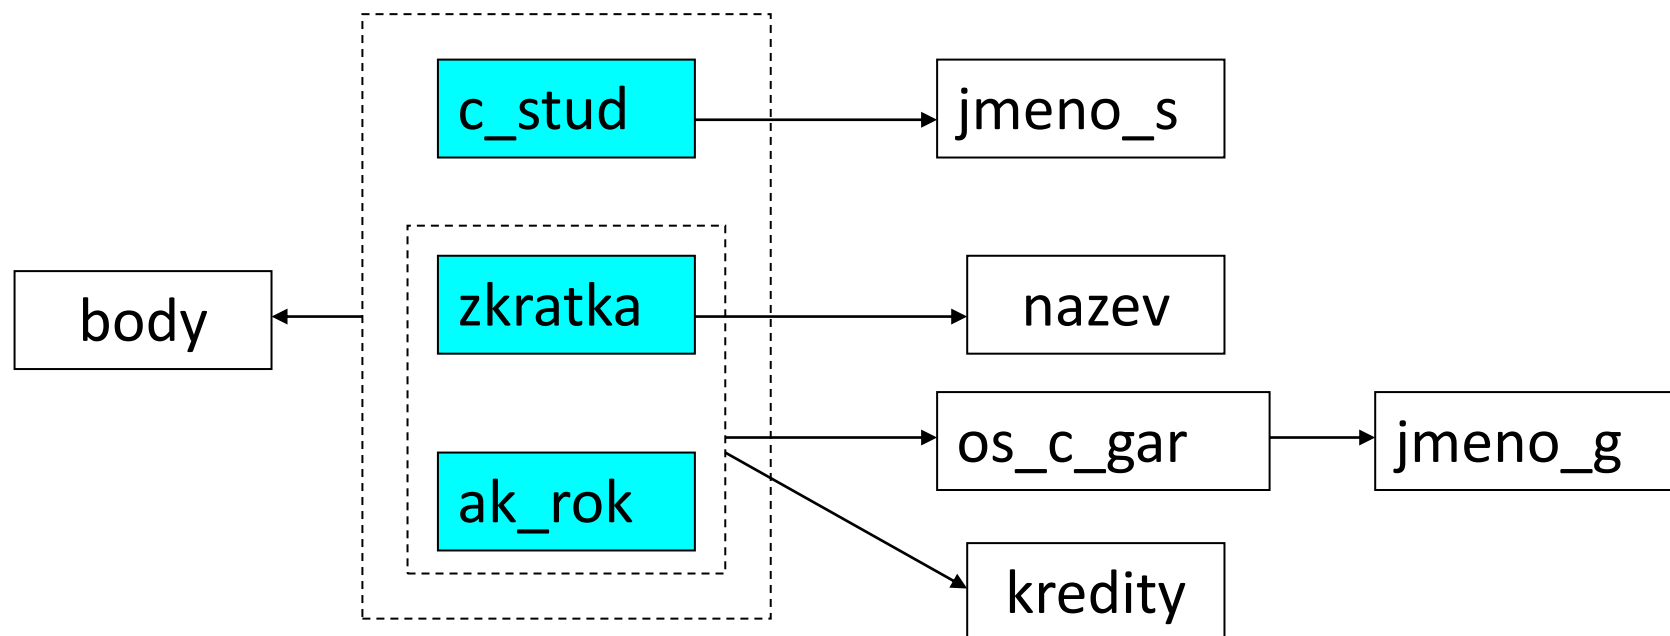 c_stud
jmeno_s
zkratka
nazev
body
os_c_gar
jmeno_g
ak_rok
kredity